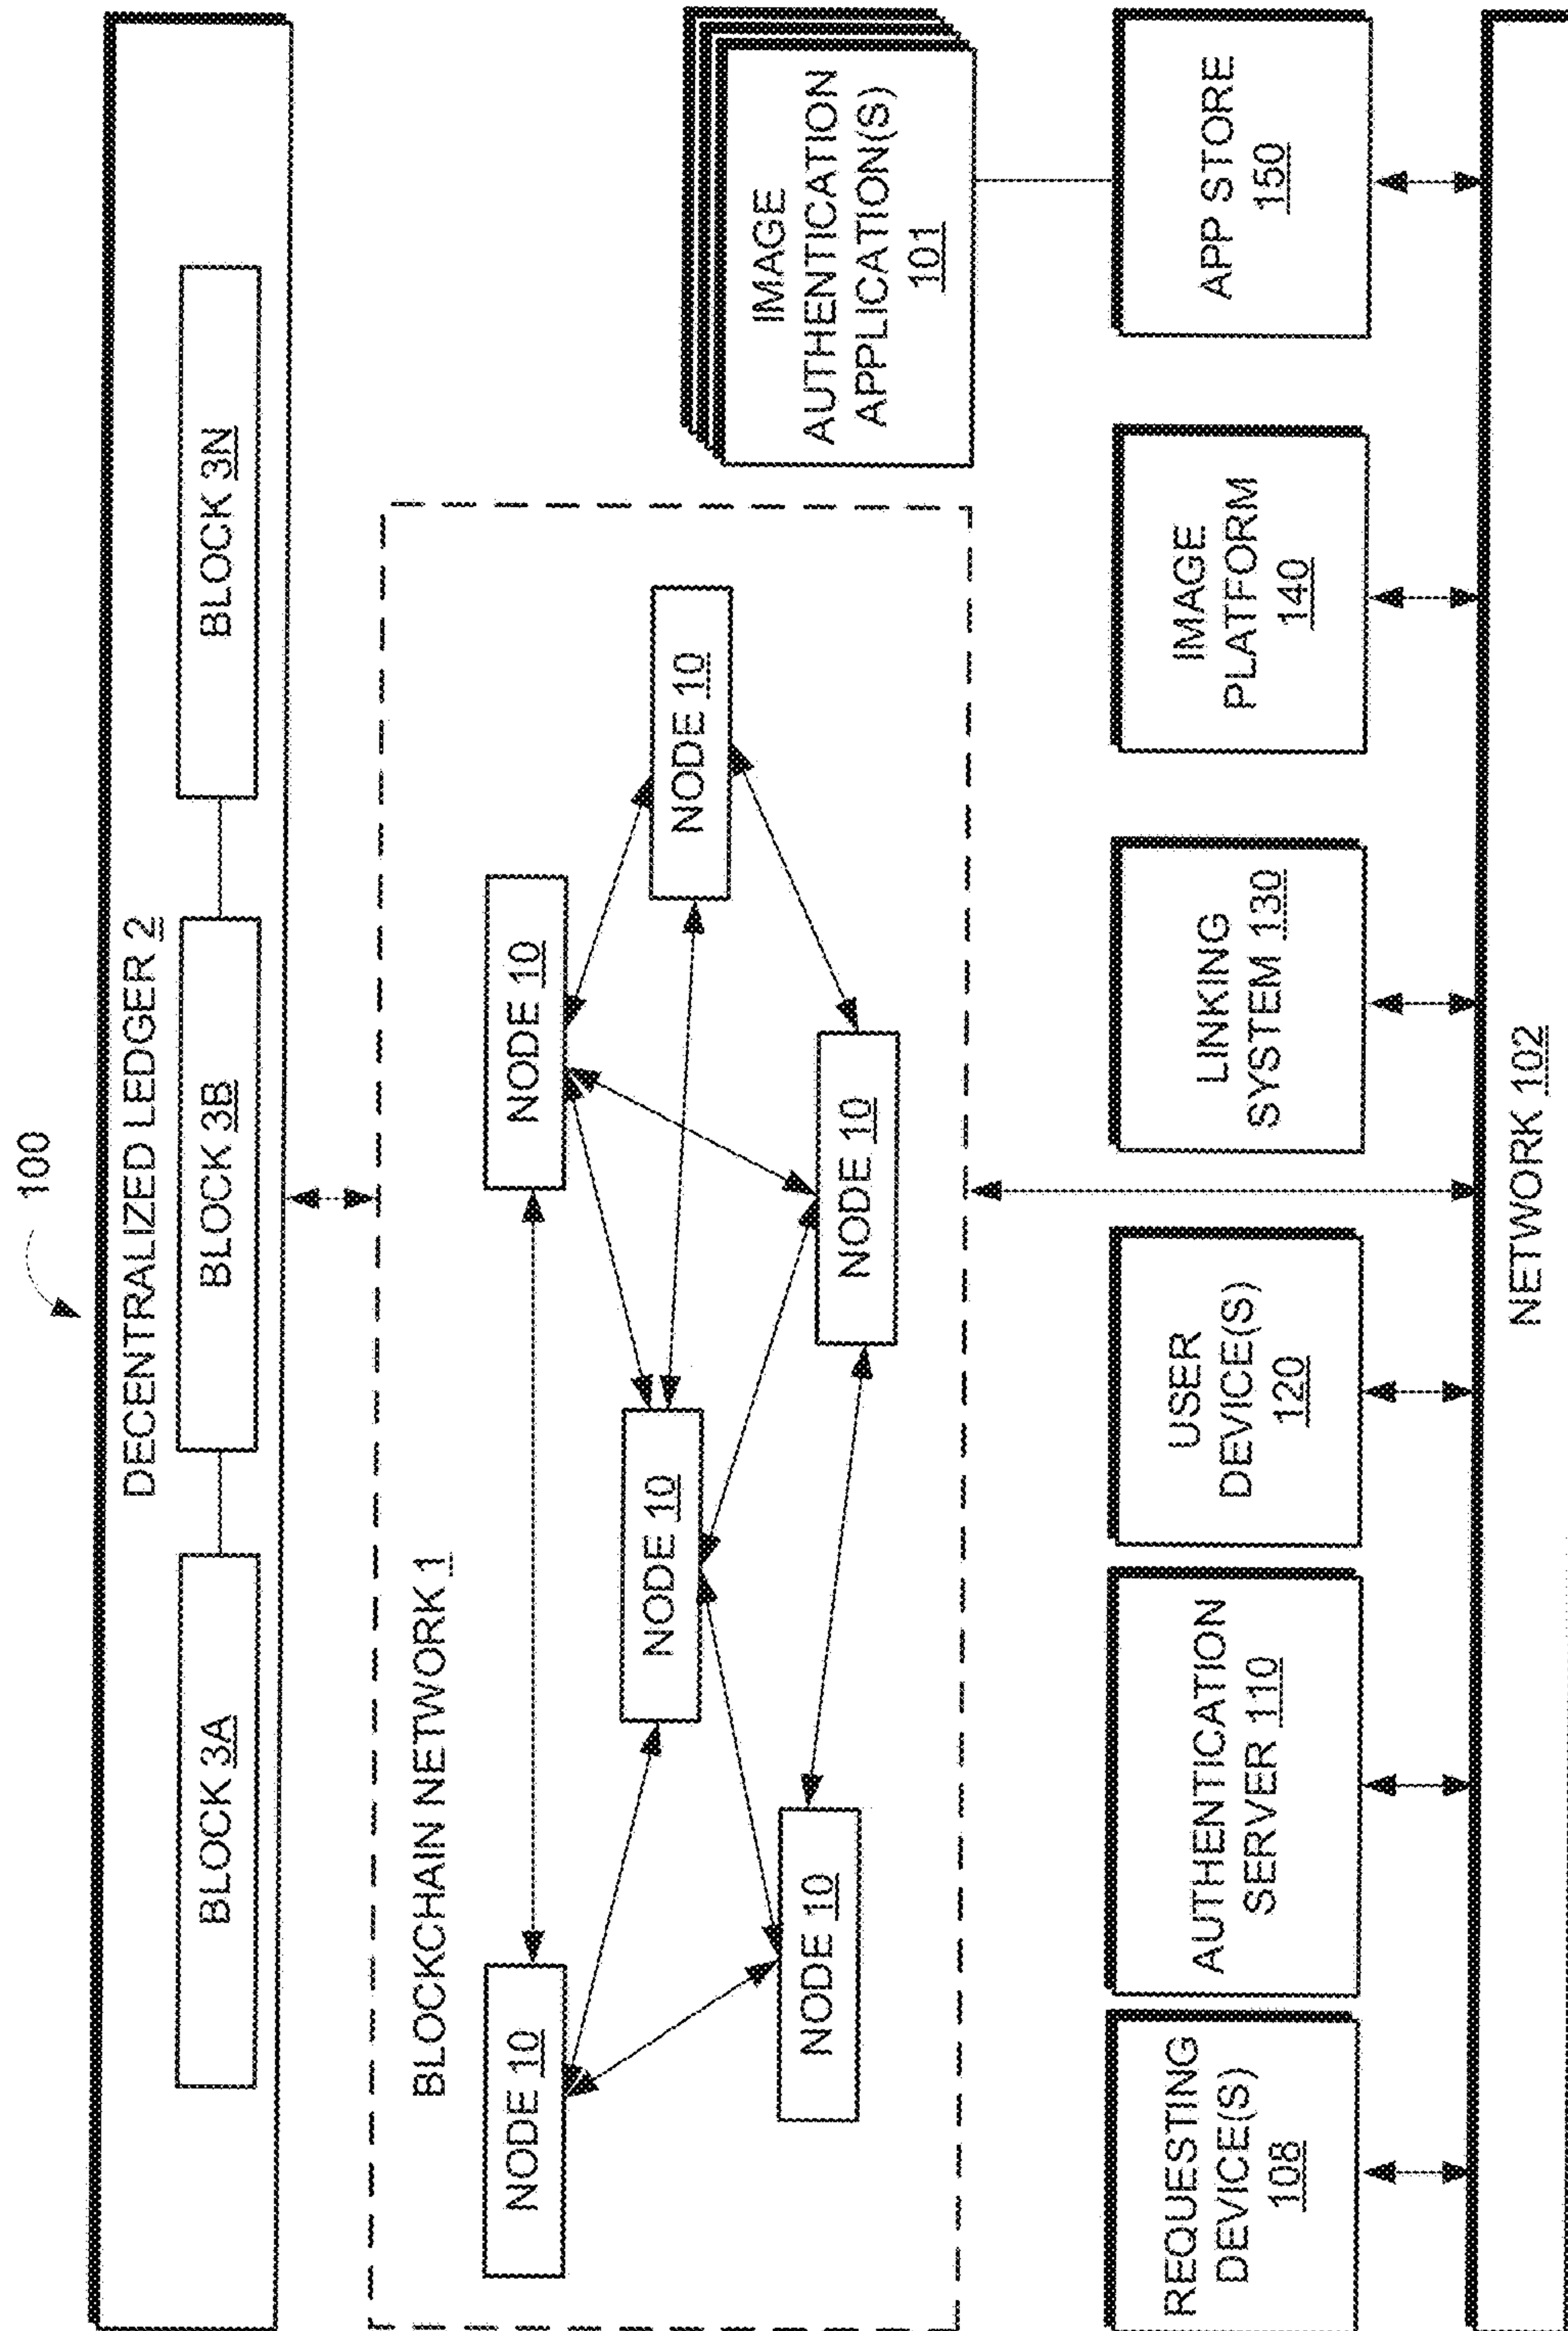 100
DECENTRALIZED LEDGER 2
BLOCK 3A
BLOCK 3B
BLOCK 3N
BLOCKCHAIN NETWORK 1
NODE 10
NODE 10
NODE 10
NODE 10
NODE 10
NODE 10
IMAGE
AUTHENTICATION
APPLICATION(S)
101
REQUESTING
DEVICE(S)
108
AUTHENTICATION
SERVER 110
USER
DEVICE(S)
120
LINKING
SYSTEM 130
IMAGE
PLATFORM
140
APP STORE
150
NETWORK 102